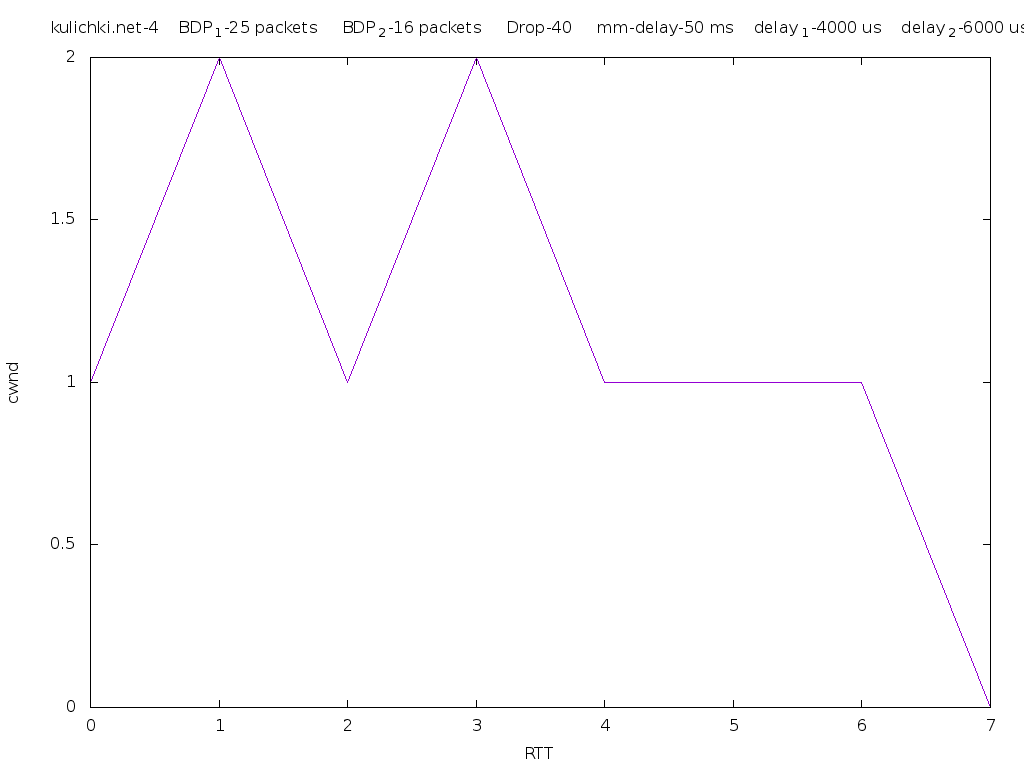 kulichki.net-4 BDP1-25 packets BDP2-16 packets Drop-40 mm-delay-50 ms delay1-4000 us delay2-6000 us
2
1.5
1
0.5
0
cwnd
0 1 2 3 4 5 6 7
RTT